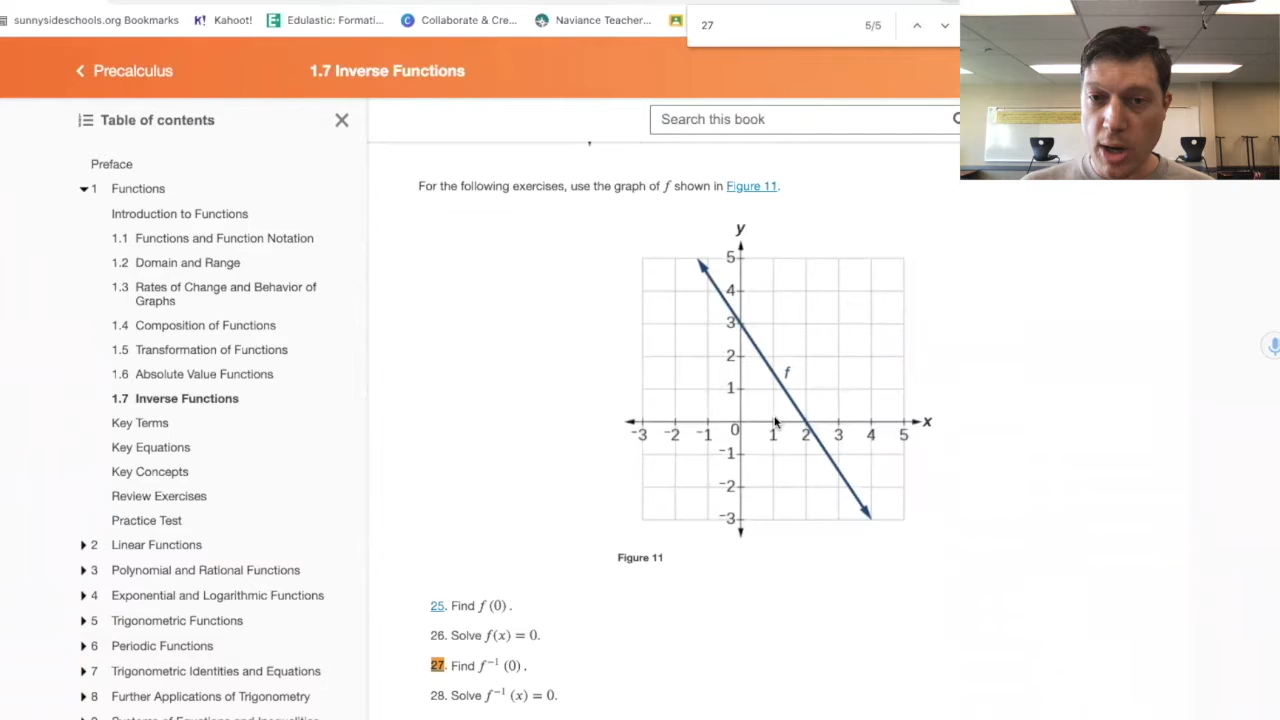 sunnysideschools.org Bookmarks
Kahoot!
Edulastic: Formati...
Collaborate & Cre...
Naviance Teacher...
27
5/5
Precalculus
1.7 Inverse Functions
Table of contents
Search this book
Preface
1 Functions
Introduction to Functions
1.1 Functions and Function Notation
1.2 Domain and Range
1.3 Rates of Change and Behavior of
Graphs
1.4 Composition of Functions
1.5 Transformation of Functions
1.6 Absolute Value Functions
1.7 Inverse Functions
Key Terms
Key Equations
Key Concepts
Review Exercises
Practice Test
2 Linear Functions
3 Polynomial and Rational Functions
4 Exponential and Logarithmic Functions
5 Trigonometric Functions
6 Periodic Functions
7 Trigonometric Identities and Equations
8 Further Applications of Trigonometry
For the following exercises, use the graph of f shown in Figure 11.
y
5
4
3
2
1
f
x
-3 -2 -1 0 1 2 3 4 5
-1
-2
-3
Figure 11
25. Find f (0) .
26. Solve f(x) = 0.
27. Find f⁻¹ (0) .
28. Solve f⁻¹ (x) = 0.